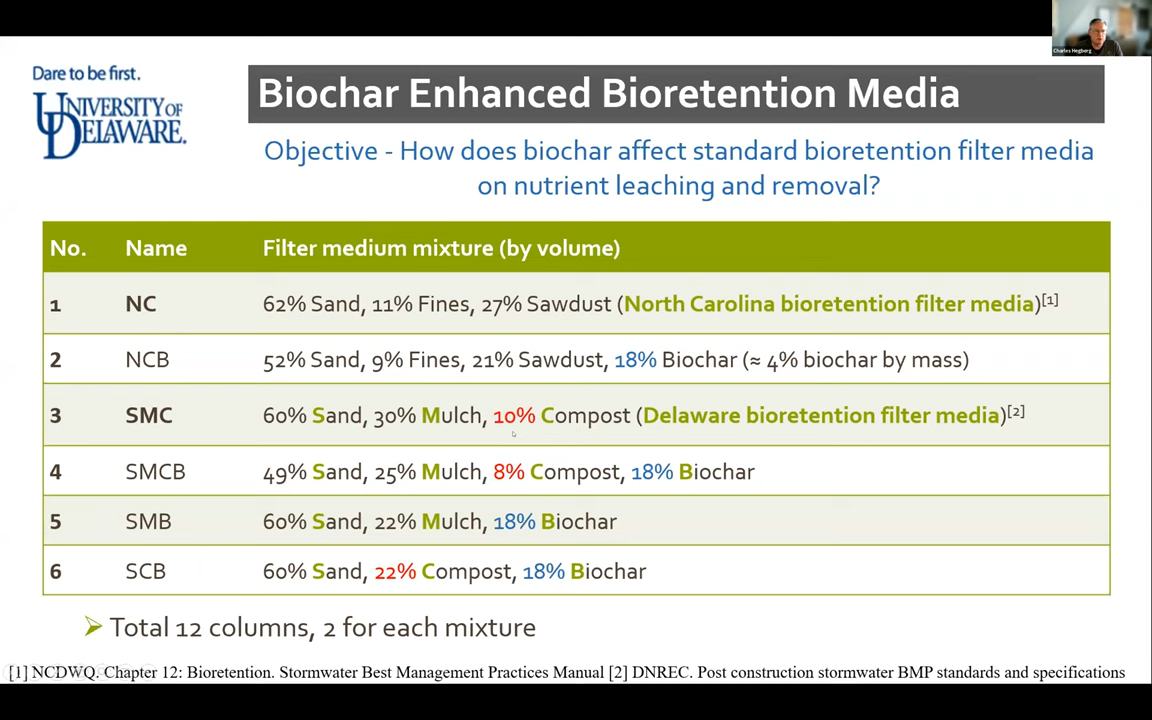 Charles Hegberg
Dare to be first.
UNIVERSITY OF
DELAWARE.
Biochar Enhanced Bioretention Media
Objective - How does biochar affect standard bioretention filter media
on nutrient leaching and removal?
No. Name Filter medium mixture (by volume)
1 NC 62% Sand, 11% Fines, 27% Sawdust (North Carolina bioretention filter media)[1]
2 NCB 52% Sand, 9% Fines, 21% Sawdust, 18% Biochar (≈ 4% biochar by mass)
3 SMC 60% Sand, 30% Mulch, 10% Compost (Delaware bioretention filter media)[2]
4 SMCB 49% Sand, 25% Mulch, 8% Compost, 18% Biochar
5 SMB 60% Sand, 22% Mulch, 18% Biochar
6 SCB 60% Sand, 22% Compost, 18% Biochar
➢ Total 12 columns, 2 for each mixture
[1] NCDWQ. Chapter 12: Bioretention. Stormwater Best Management Practices Manual [2] DNREC. Post construction stormwater BMP standards and specifications